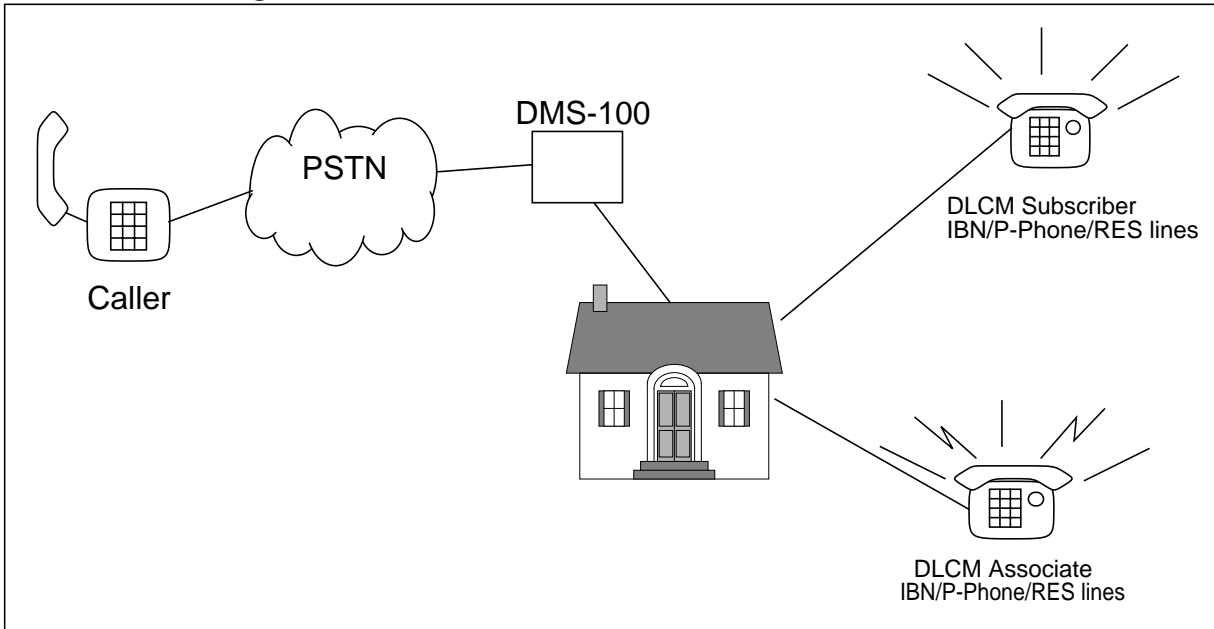 DMS-100
PSTN
Caller
DLCM Subscriber
IBN/P-Phone/RES lines
DLCM Associate
IBN/P-Phone/RES lines